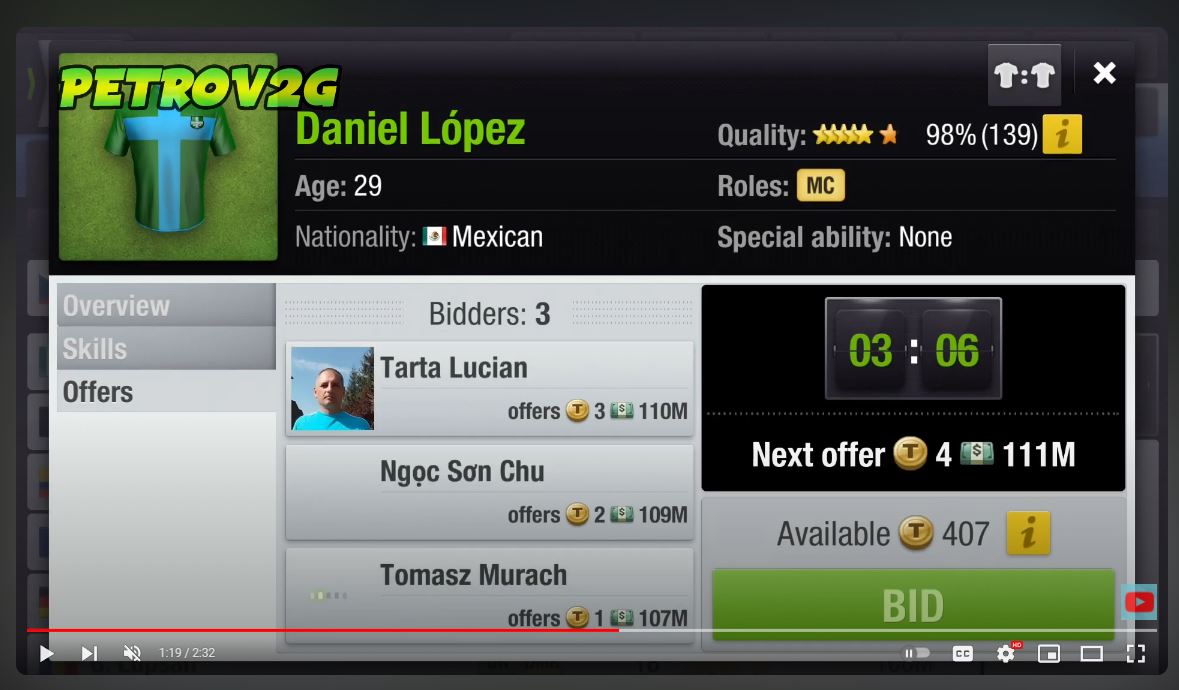 PETROV2G
Daniel López
Quality: 98% (139) i
Age: 29
Roles: MC
Nationality: Mexican
Special ability: None
Overview
Skills
Offers
Bidders: 3
Tarta Lucian
offers T 3 $ 110M
Ngọc Sơn Chu
offers T 2 $ 109M
Tomasz Murach
offers T 1 $ 107M
03 : 06
Next offer T 4 $ 111M
Available T 407 i
BID
1:19 / 2:32
CC
HD